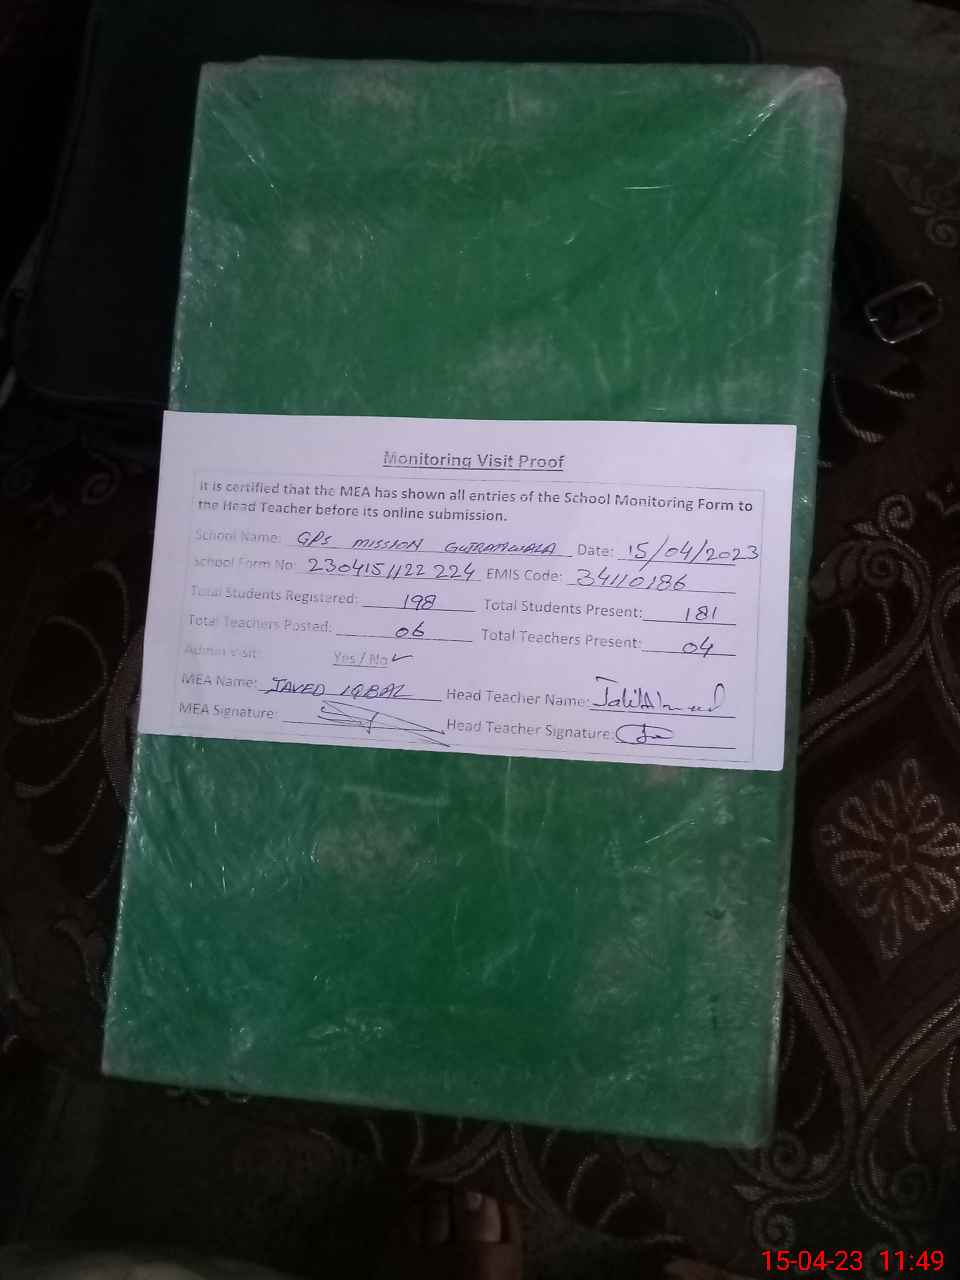 Monitoring Visit Proof
It is certified that the MEA has shown all entries of the School Monitoring Form to
the Head Teacher before its online submission.
School Name: GPS MISSION GUJRANWALA Date: 15/04/2023
School Form No: 2304151122224 EMIS Code: 34110186
Total Students Registered: 198 Total Students Present: 181
Total Teachers Posted: 06 Total Teachers Present: 04
Admin Visit: Yes / No ✓
MEA Name: JAVED IQBAL Head Teacher Name:
MEA Signature: Head Teacher Signature:
15-04-23 11:49